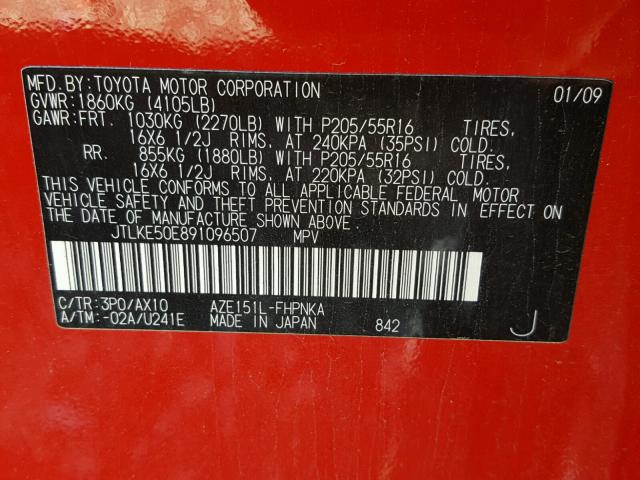 MFD.BY:TOYOTA MOTOR CORPORATION 01/09
GVWR:1860KG (4105LB)
GAWR:FRT. 1030KG (2270LB) WITH P205/55R16 TIRES,
16X6 1/2J RIMS, AT 240KPA (35PSI) COLD.
RR. 855KG (1880LB) WITH P205/55R16 TIRES,
16X6 1/2J RIMS, AT 220KPA (32PSI) COLD.
THIS VEHICLE CONFORMS TO ALL APPLICABLE FEDERAL MOTOR
VEHICLE SAFETY AND THEFT PREVENTION STANDARDS IN EFFECT ON
THE DATE OF MANUFACTURE SHOWN ABOVE.
JTLKE50E891096507 MPV
C/TR:3P0/AX10 AZE151L-FHPNKA
A/TM:-02A/U241E MADE IN JAPAN 842 J